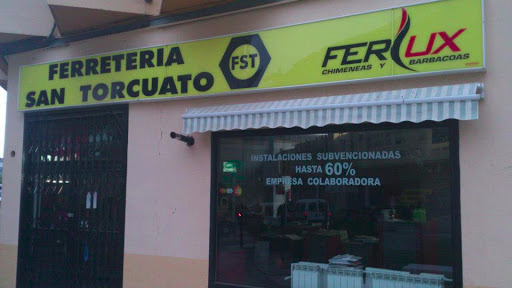 FERRETERIA
SAN TORCUATO
FST
FERLUX
CHIMENEAS Y BARBACOAS
INSTALACIONES SUBVENCIONADAS
HASTA 60%
EMPRESA COLABORADORA